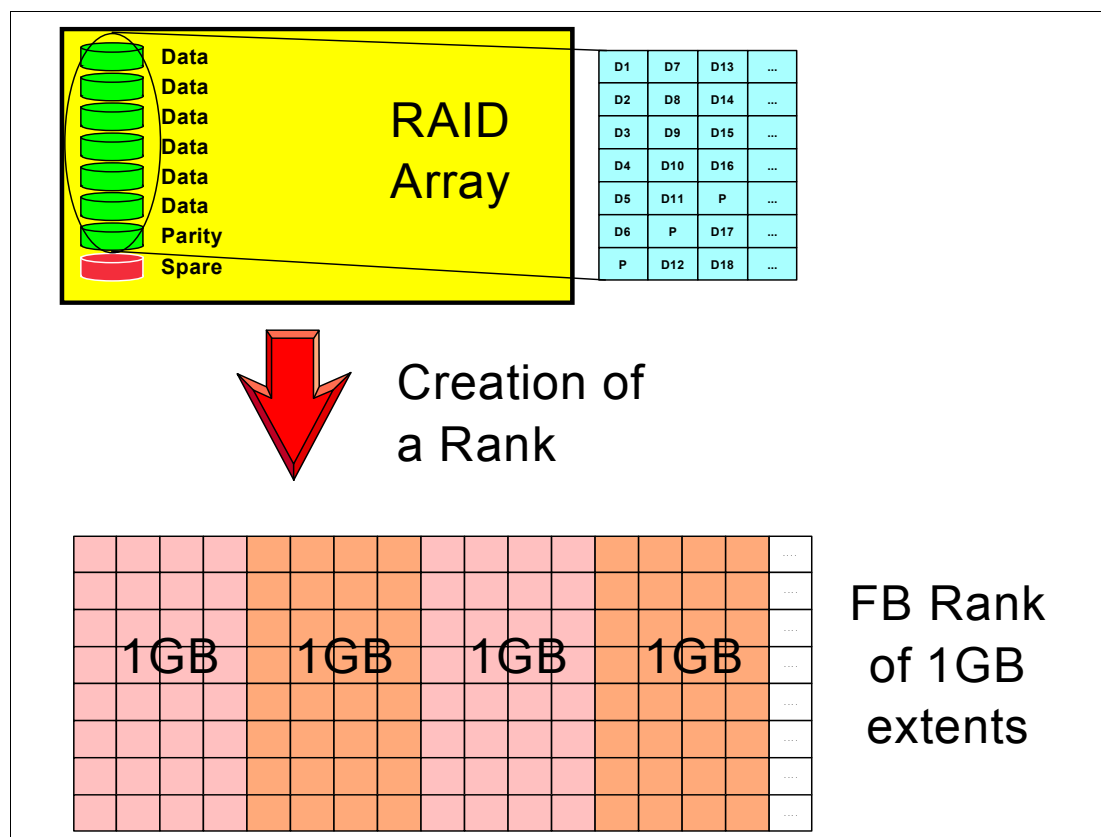 Data
Data
Data
Data
Data
Data
Parity
Spare
RAID
Array
D1 D7 D13 ...
D2 D8 D14 ...
D3 D9 D15 ...
D4 D10 D16 ...
D5 D11 P ...
D6 P D17 ...
P D12 D18 ...
Creation of
a Rank
....
....
....
1GB 1GB 1GB 1GB ....
....
....
....
....
FB Rank
of 1GB
extents